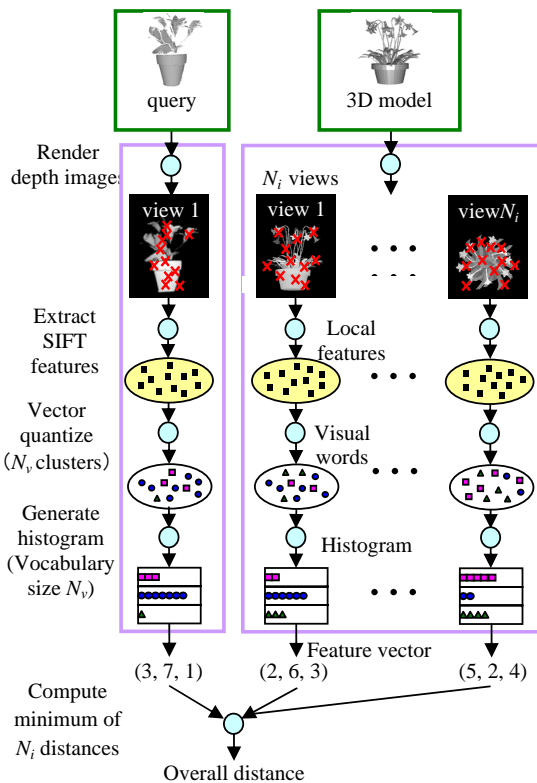 query
3D model
Render
depth images
N_i views
view 1
view 1
viewN_i
Extract
SIFT
features
Local
features
Vector
quantize
(N_v clusters)
Visual
words
Generate
histogram
(Vocabulary
size N_v)
Histogram
Feature vector
(3, 7, 1)
(2, 6, 3)
(5, 2, 4)
Compute
minimum of
N_i distances
Overall distance